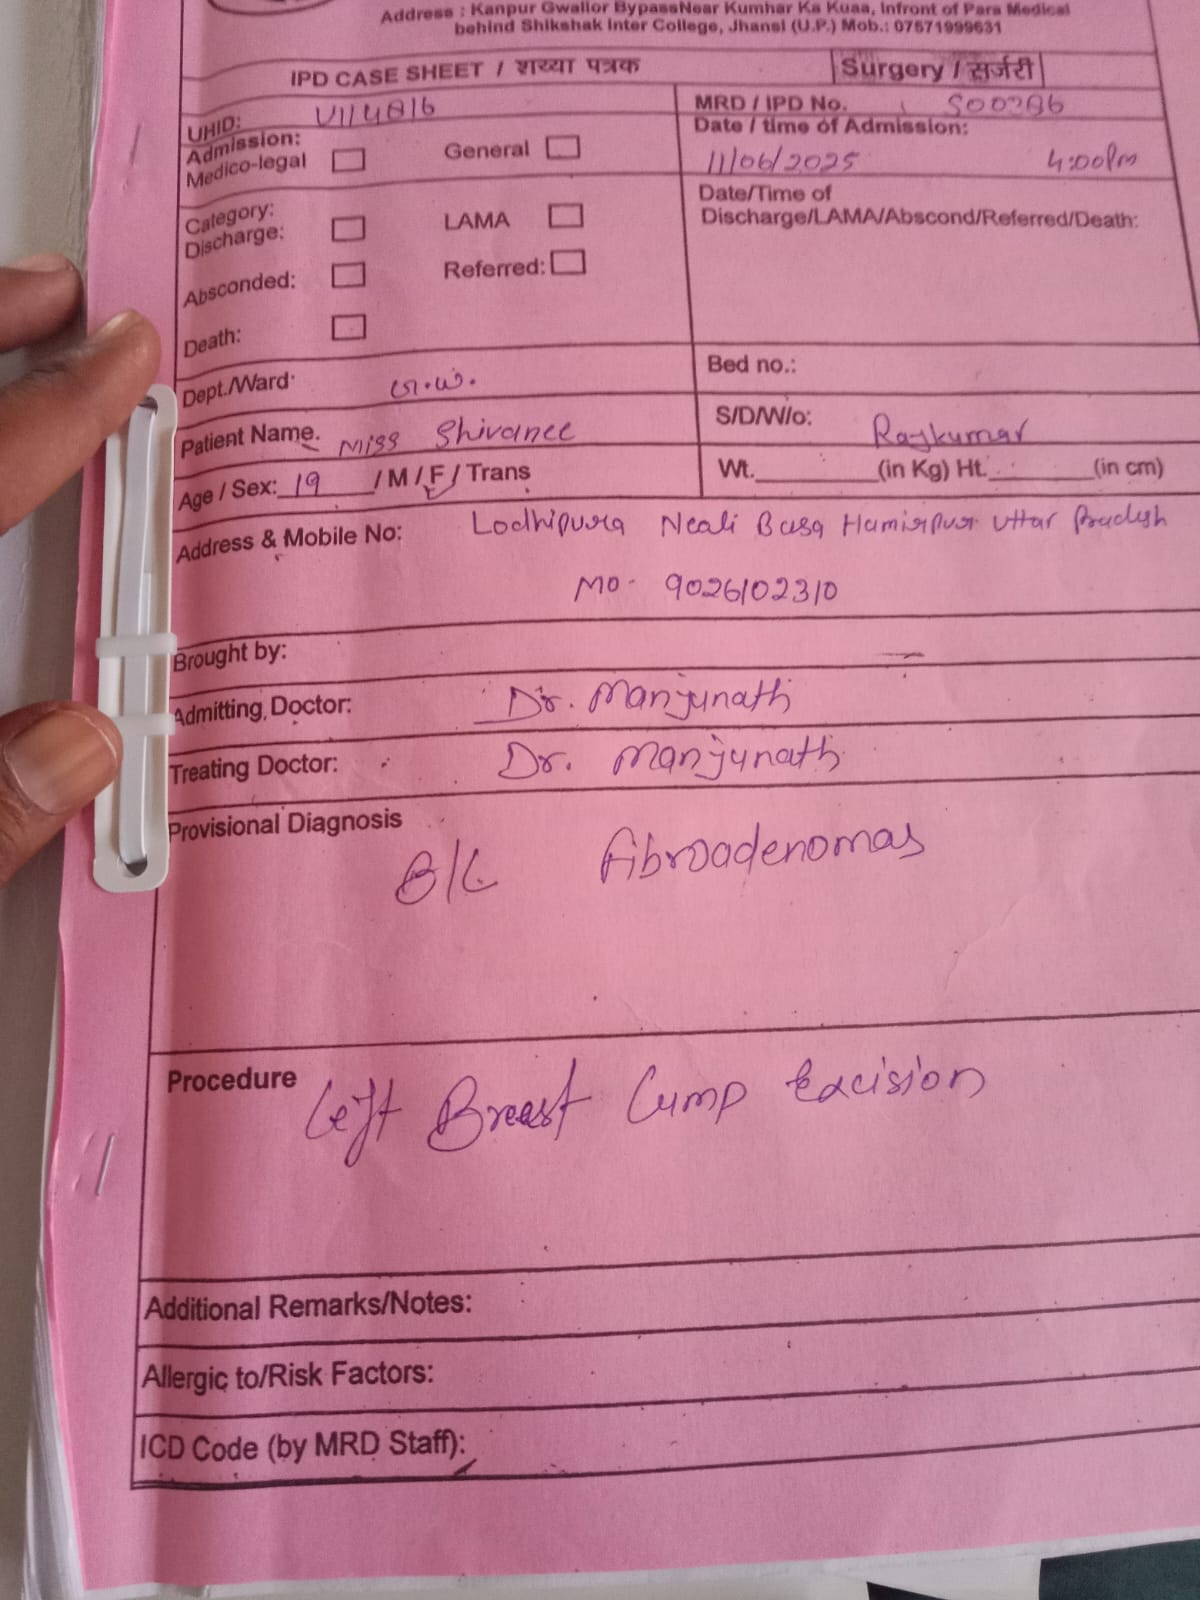 Address : Kanpur Gwalior BypassNear Kumhar Ka Kuaa, Infront of Para Medical
behind Shikshak Inter College, Jhansi (U.P.) Mob.: 07571999631
IPD CASE SHEET / शय्या पत्रक
Surgery / सर्जरी
UHID:
MRD / IPD No.
Admission:
Medico-legal
General
Date / time of Admission:
11/06/2025 4:00Pm
Category:
Discharge:
LAMA
Date/Time of
Discharge/LAMA/Abscond/Referred/Death:
Absconded:
Referred:
Death:
Dept./Ward
Bed no.:
Patient Name. Miss Shivanee
S/D/W/o: Rajkumar
Age / Sex: 19 / M / F / Trans
Wt. (in Kg) Ht. (in cm)
Address & Mobile No: Lodhipura Hamirpur Uttar Pradesh
Mo- 9026102310
Brought by:
Admitting Doctor: Dr. Manjunath
Treating Doctor: Dr. Manjunath
Provisional Diagnosis
B/L fibroadenomas
Procedure Left Breast Lump Excision
Additional Remarks/Notes:
Allergic to/Risk Factors:
ICD Code (by MRD Staff):